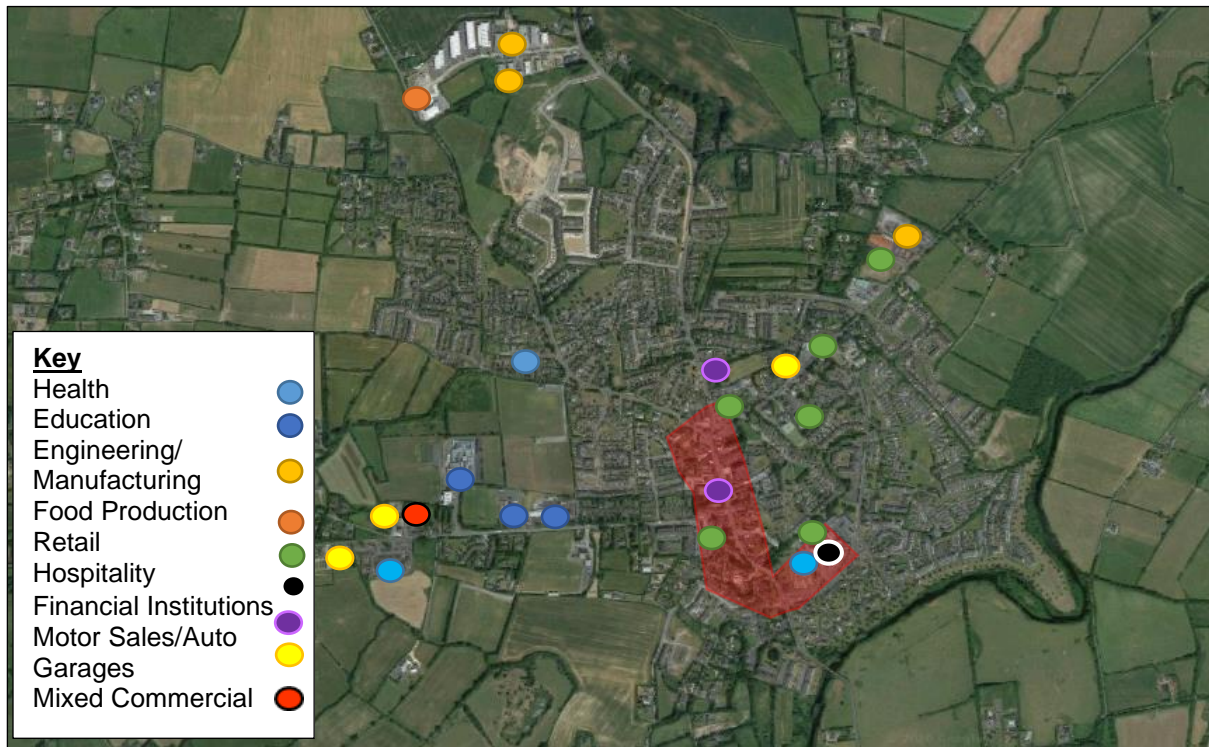 Key
Health
Education
Engineering/
Manufacturing
Food Production
Retail
Hospitality
Financial Institutions
Motor Sales/Auto
Garages
Mixed Commercial